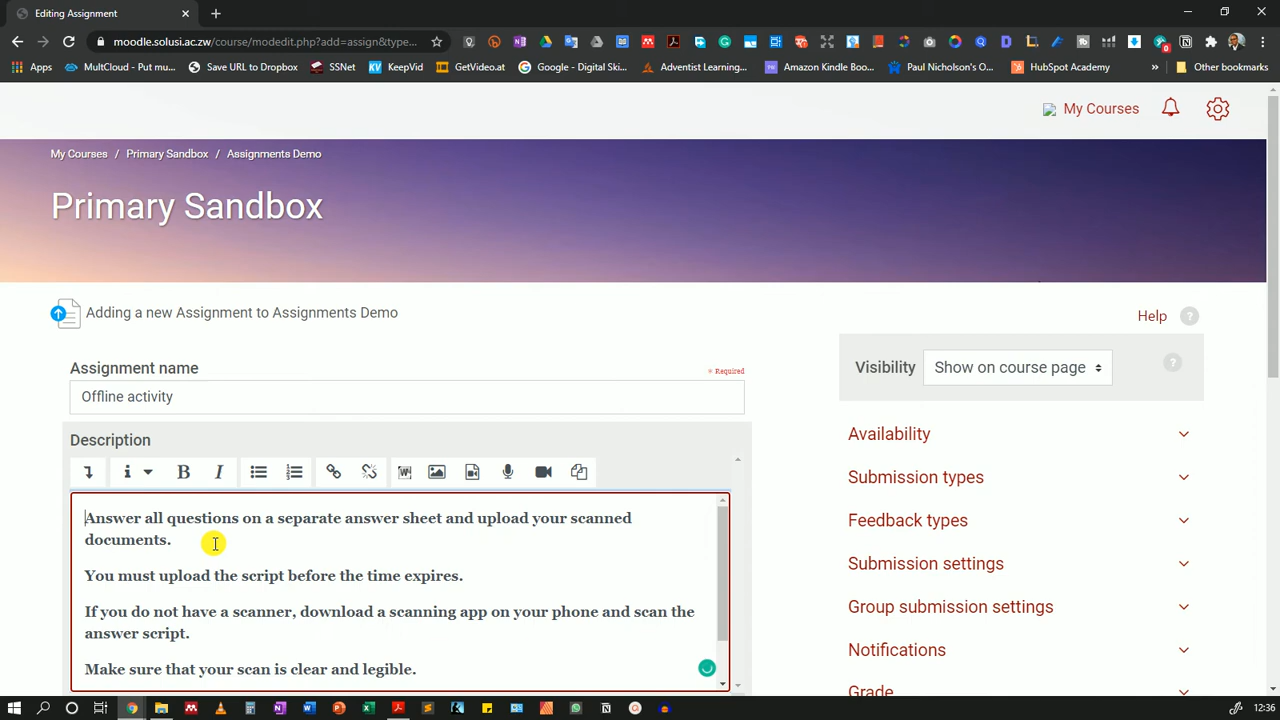 Editing Assignment
moodle.solusi.ac.zw/course/modedit.php?add=assign&type...
Apps
MultCloud - Put mu...
Save URL to Dropbox
SSNet
KeepVid
GetVideo.at
Google - Digital Ski...
Adventist Learning...
Amazon Kindle Boo...
Paul Nicholson's O...
HubSpot Academy
»
Other bookmarks
My Courses
My Courses / Primary Sandbox / Assignments Demo
Primary Sandbox
Adding a new Assignment to Assignments Demo
Help
Assignment name
Required
Offline activity
Visibility
Show on course page
Description
Answer all questions on a separate answer sheet and upload your scanned
documents.
You must upload the script before the time expires.
If you do not have a scanner, download a scanning app on your phone and scan the
answer script.
Make sure that your scan is clear and legible.
Availability
Submission types
Feedback types
Submission settings
Group submission settings
Notifications
Grade
12:36